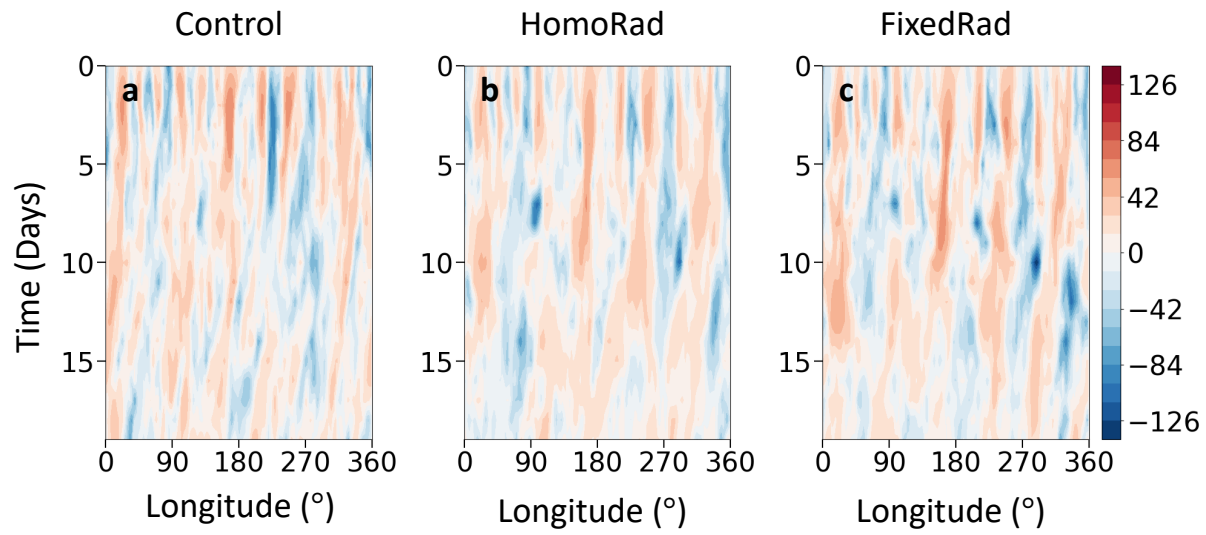 Control HomoRad FixedRad
a b c
0 0 0
5 5 5
10 10 10
15 15 15
Time (Days)
126
84
42
0
−42
−84
−126
0 90 180 270 360 0 90 180 270 360 0 90 180 270 360
Longitude (°) Longitude (°) Longitude (°)